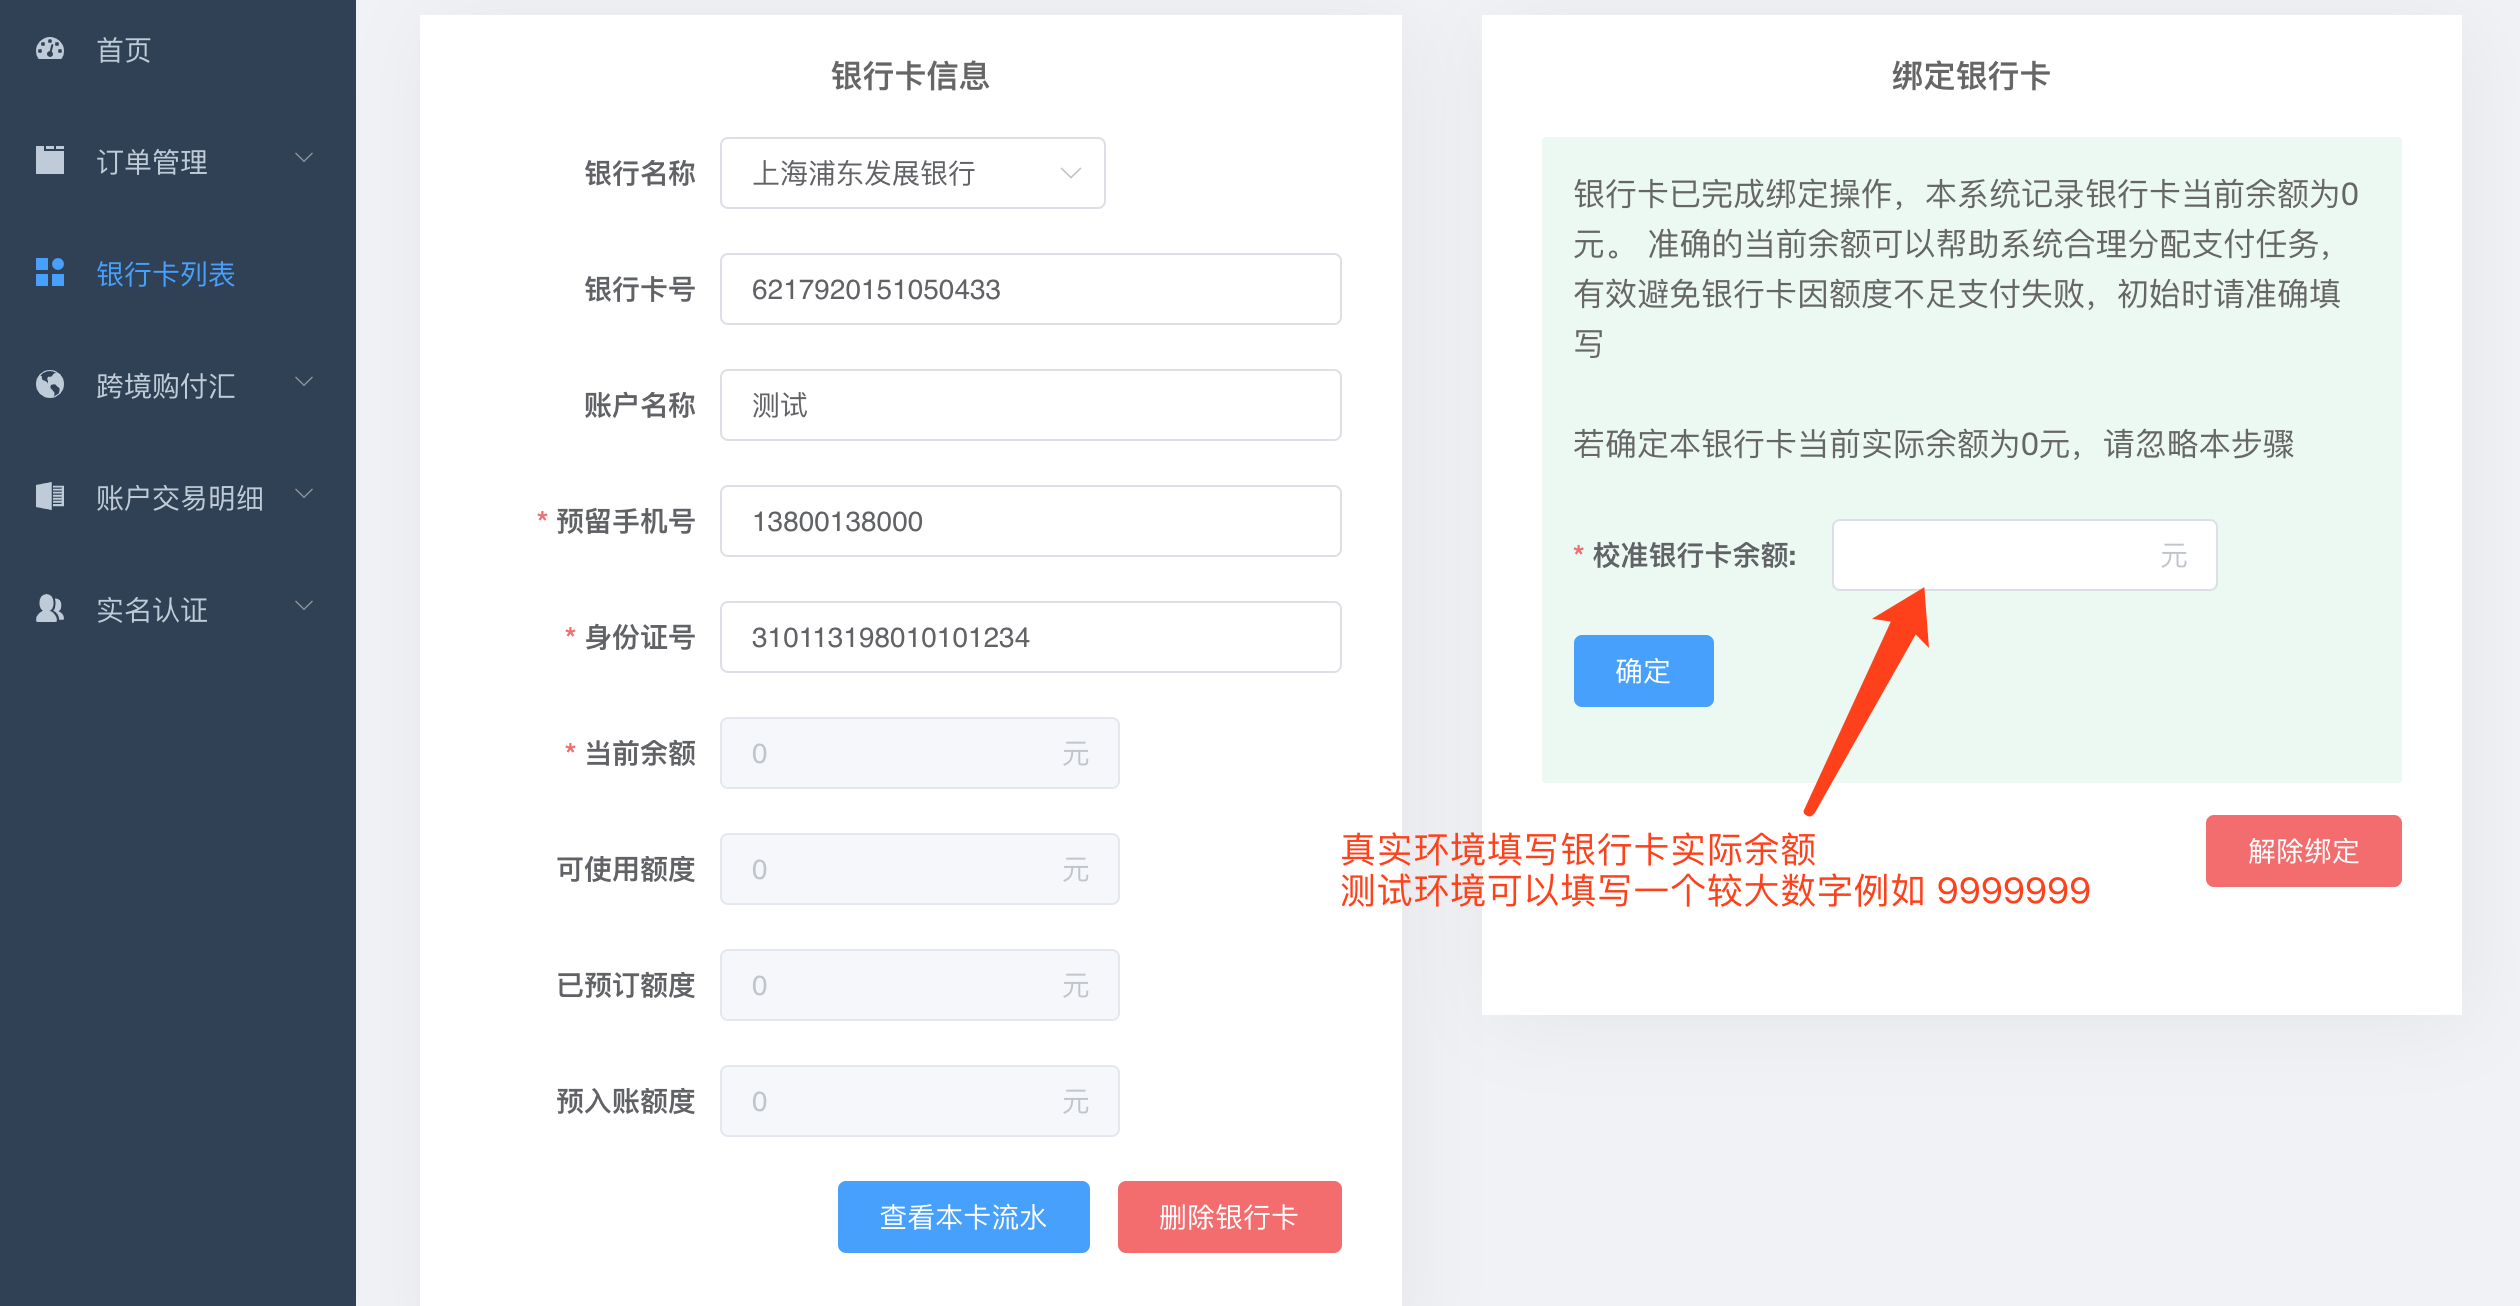 首页
订单管理
银行卡列表
跨境购付汇
账户交易明细
实名认证
银行卡信息
银行名称 上海浦东发展银行
银行卡号 6217920151050433
账户名称 测试
* 预留手机号 13800138000
* 身份证号 310113198010101234
* 当前余额 0 元
可使用额度 0 元
已预订额度 0 元
预入账额度 0 元
查看本卡流水 删除银行卡
绑定银行卡
银行卡已完成绑定操作，本系统记录银行卡当前余额为0
元。 准确的当前余额可以帮助系统合理分配支付任务，
有效避免银行卡因额度不足支付失败，初始时请准确填
写
若确定本银行卡当前实际余额为0元，请忽略本步骤
* 校准银行卡余额: 元
确定
真实环境填写银行卡实际余额
测试环境可以填写一个较大数字例如 9999999
解除绑定